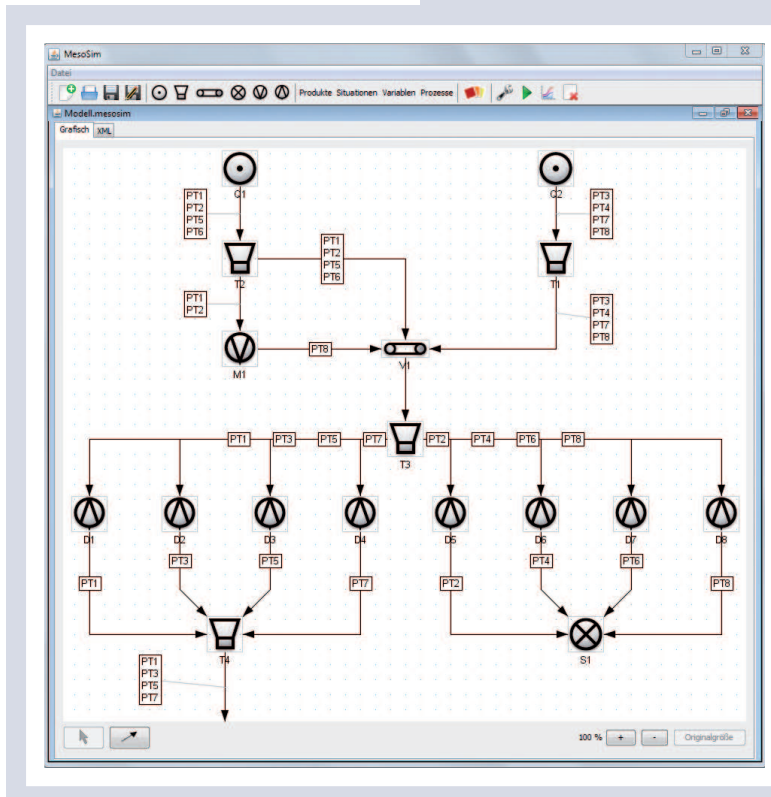 MesoSim
Datei
Produkte Situationen Variablen Prozesse
Modell.mesosim
Grafisch XML
Q1
Q2
PT1
PT2
PT5
PT6
PT3
PT4
PT7
PT8
PT1
PT2
PT5
PT6
T2
T1
PT1
PT2
PT3
PT4
PT7
PT8
PT8
M1
V1
PT1 PT3 PT5 PT7 PT2 PT4 PT6 PT8
T3
D1 D2 D3 D4 D5 D6 D7 D8
PT3 PT5 PT4 PT6
PT1 PT7 PT2 PT8
T4
S1
PT1
PT3
PT5
PT7
100 % + - Originalgröße